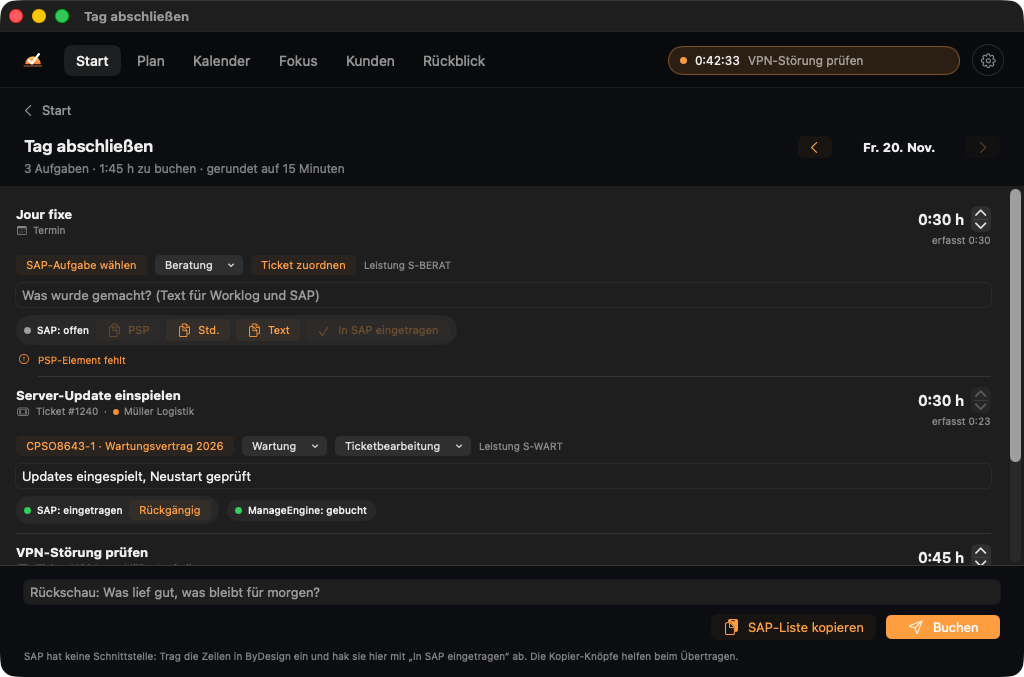 Tag abschließen
Start Plan Kalender Fokus Kunden Rückblick 0:42:33 VPN-Störung prüfen
Start
Tag abschließen
Fr. 20. Nov.
3 Aufgaben · 1:45 h zu buchen · gerundet auf 15 Minuten
Jour fixe
0:30 h
Termin
erfasst 0:30
SAP-Aufgabe wählen Beratung Ticket zuordnen Leistung S-BERAT
Was wurde gemacht? (Text für Worklog und SAP)
SAP: offen PSP Std. Text In SAP eingetragen
PSP-Element fehlt
Server-Update einspielen
0:30 h
Ticket #1240 · Müller Logistik
erfasst 0:23
CPSO8643-1 · Wartungsvertrag 2026 Wartung Ticketbearbeitung Leistung S-WART
Updates eingespielt, Neustart geprüft
SAP: eingetragen Rückgängig ManageEngine: gebucht
VPN-Störung prüfen
0:45 h
Rückschau: Was lief gut, was bleibt für morgen?
SAP-Liste kopieren Buchen
SAP hat keine Schnittstelle: Trag die Zeilen in ByDesign ein und hak sie hier mit „In SAP eingetragen“ ab. Die Kopier-Knöpfe helfen beim Übertragen.